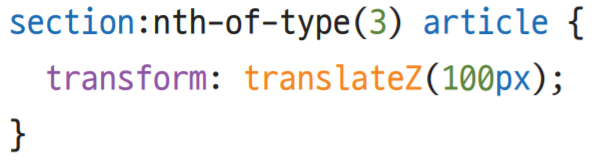 section:nth-of-type(3) article {
  transform: translateZ(100px);
}